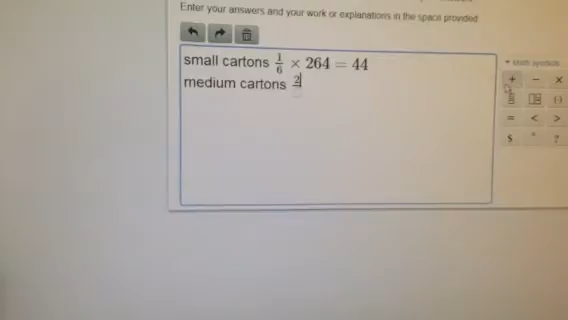 Enter your answers and your work or explanations in the space provided
small cartons 1/6 × 264 = 44
medium cartons 2
Math symbols
+ − ×
(·)
= < >
$ ° ?